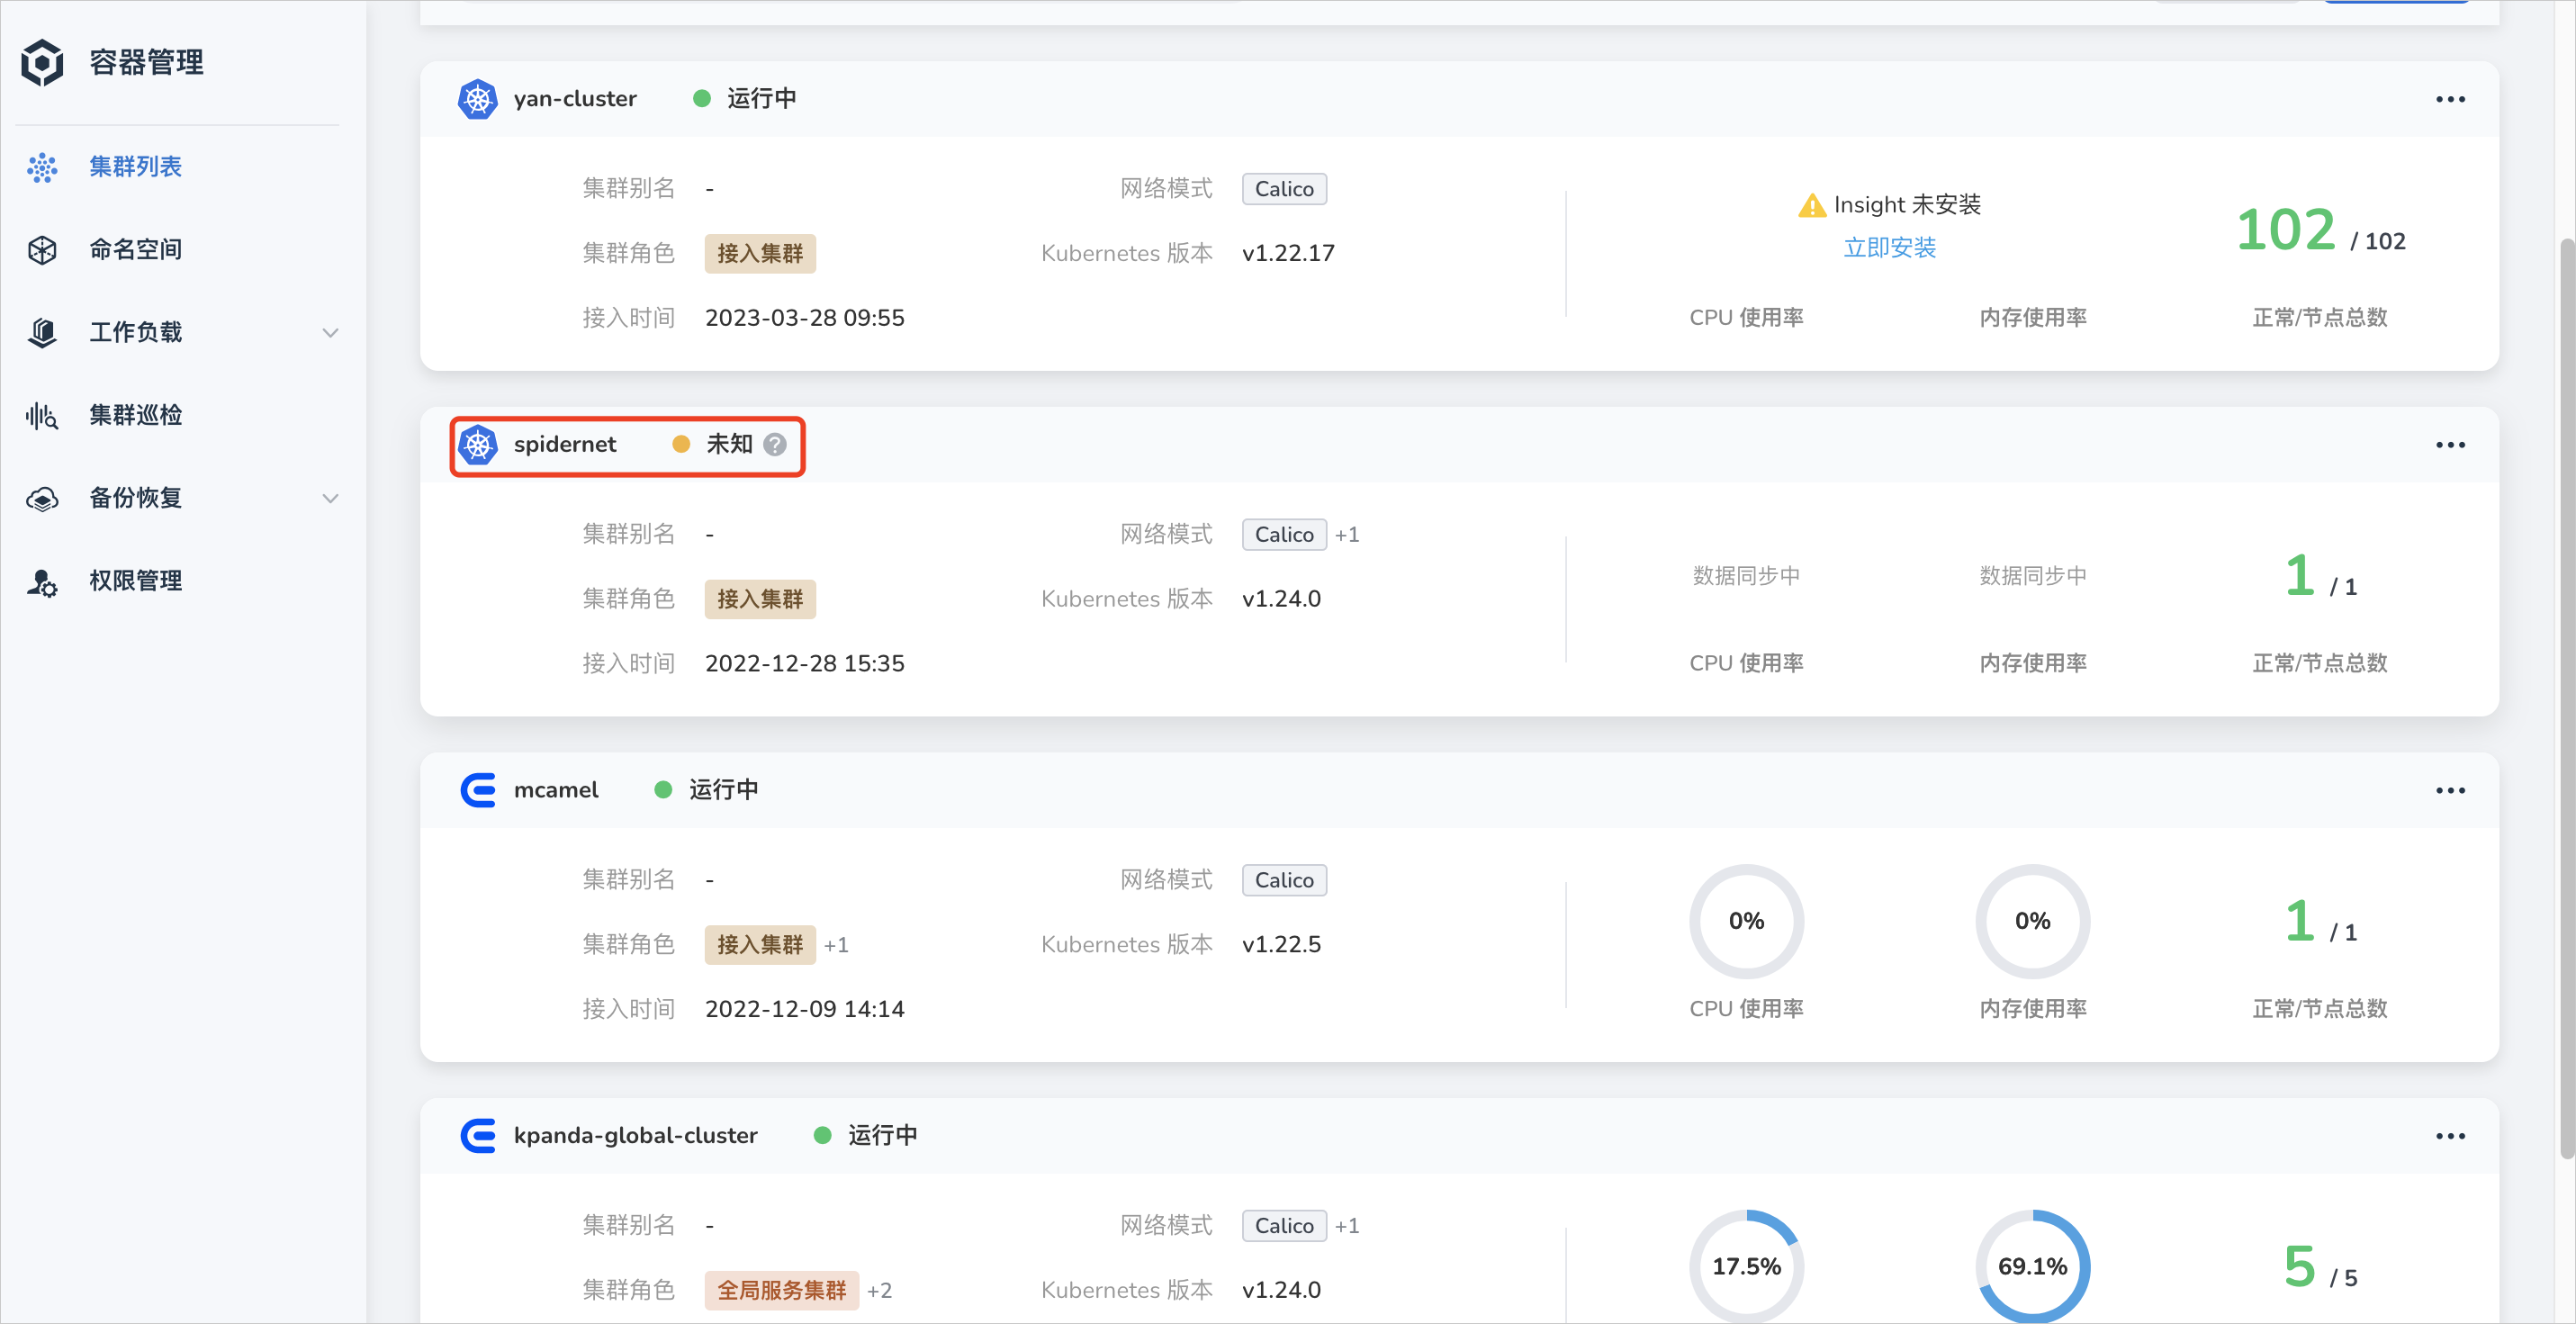 容器管理
集群列表
命名空间
工作负载
集群巡检
备份恢复
权限管理
yan-cluster 运行中
集群别名 - 网络模式 Calico
集群角色 接入集群 Kubernetes 版本 v1.22.17
接入时间 2023-03-28 09:55
Insight 未安装
立即安装
102 / 102
CPU 使用率 内存使用率 正常/节点总数
spidernet 未知 ?
集群别名 - 网络模式 Calico +1
集群角色 接入集群 Kubernetes 版本 v1.24.0
接入时间 2022-12-28 15:35
数据同步中 数据同步中 1 / 1
CPU 使用率 内存使用率 正常/节点总数
mcamel 运行中
集群别名 - 网络模式 Calico
集群角色 接入集群 +1 Kubernetes 版本 v1.22.5
接入时间 2022-12-09 14:14
0% 0% 1 / 1
CPU 使用率 内存使用率 正常/节点总数
kpanda-global-cluster 运行中
集群别名 - 网络模式 Calico +1
集群角色 全局服务集群 +2 Kubernetes 版本 v1.24.0
17.5% 69.1% 5 / 5